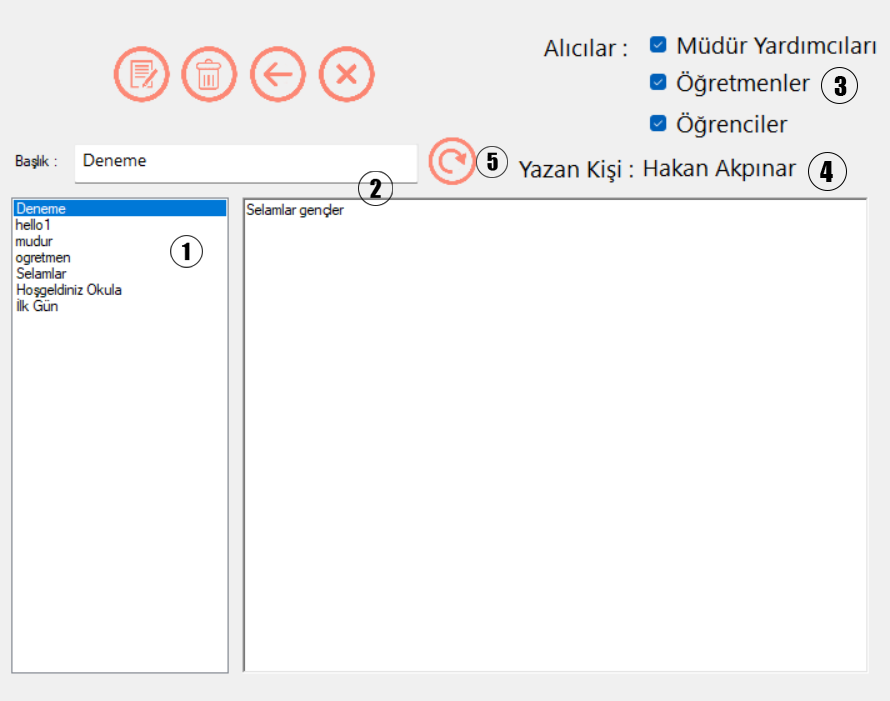 Alıcılar :
Müdür Yardımcıları
Öğretmenler 3
Öğrenciler
Başlık : Deneme
5
Yazan Kişi : Hakan Akpınar 4
2
Deneme
hello1
mudur
ogretmen
Selamlar
Hoşgeldiniz Okula
İlk Gün
1
Selamlar gençler